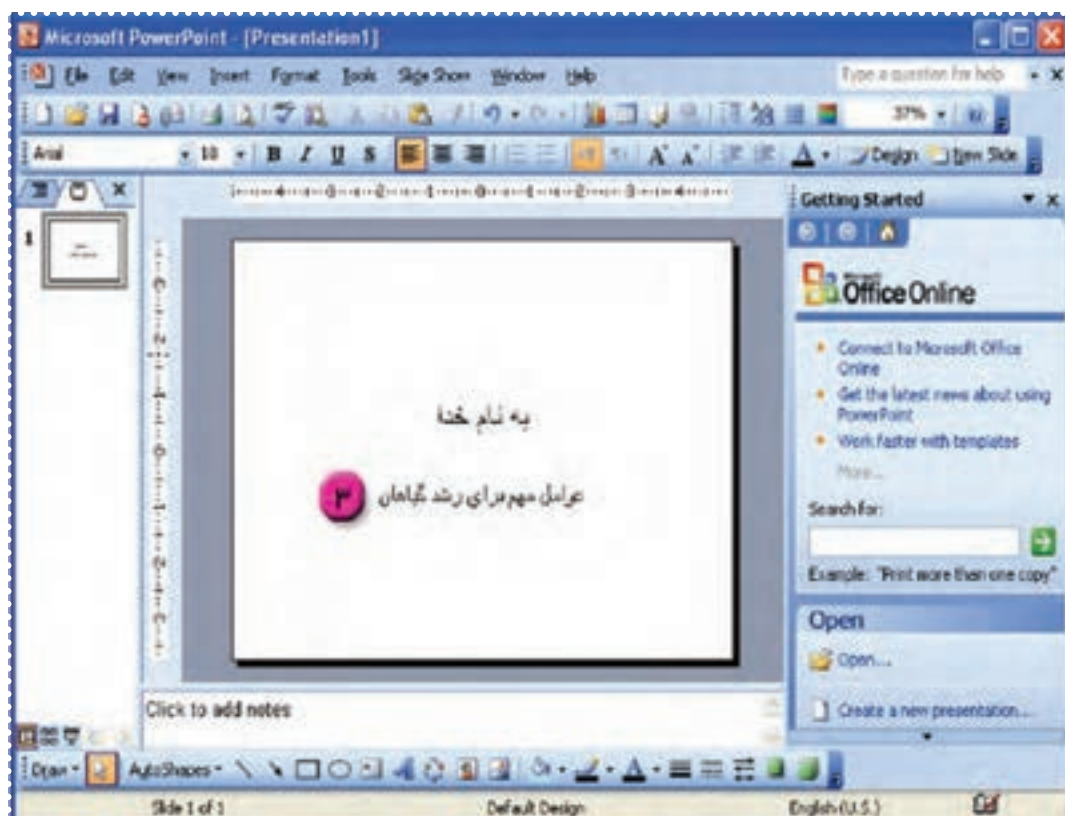 Microsoft PowerPoint - [Presentation1]
File Edit View Insert Format Tools Slide Show Window Help
Type a question for help
37%
Arial 18 B I U S A A A Design New Slide
Getting Started
1
Microsoft
Office Online
Connect to Microsoft Office
Online
Get the latest news about using
PowerPoint
Work faster with templates
More...
Search for:
Example: "Print more than one copy"
Open
Open...
Create a new presentation...
به نام خدا
عوامل مهم برای رشد گیاهان
۳
Click to add notes
Draw AutoShapes A
Slide 1 of 1
Default Design
English (U.S.)